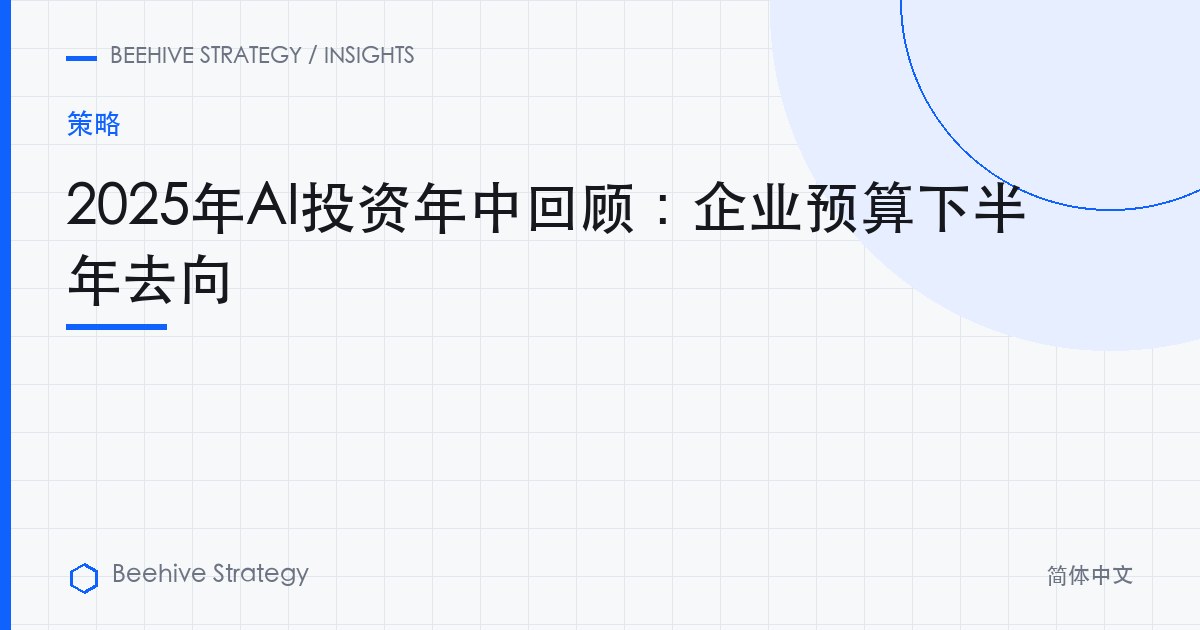 BEEHIVE STRATEGY / INSIGHTS
策略
2025年AI投资年中回顾：企业预算下半
年去向
Beehive Strategy
简体中文